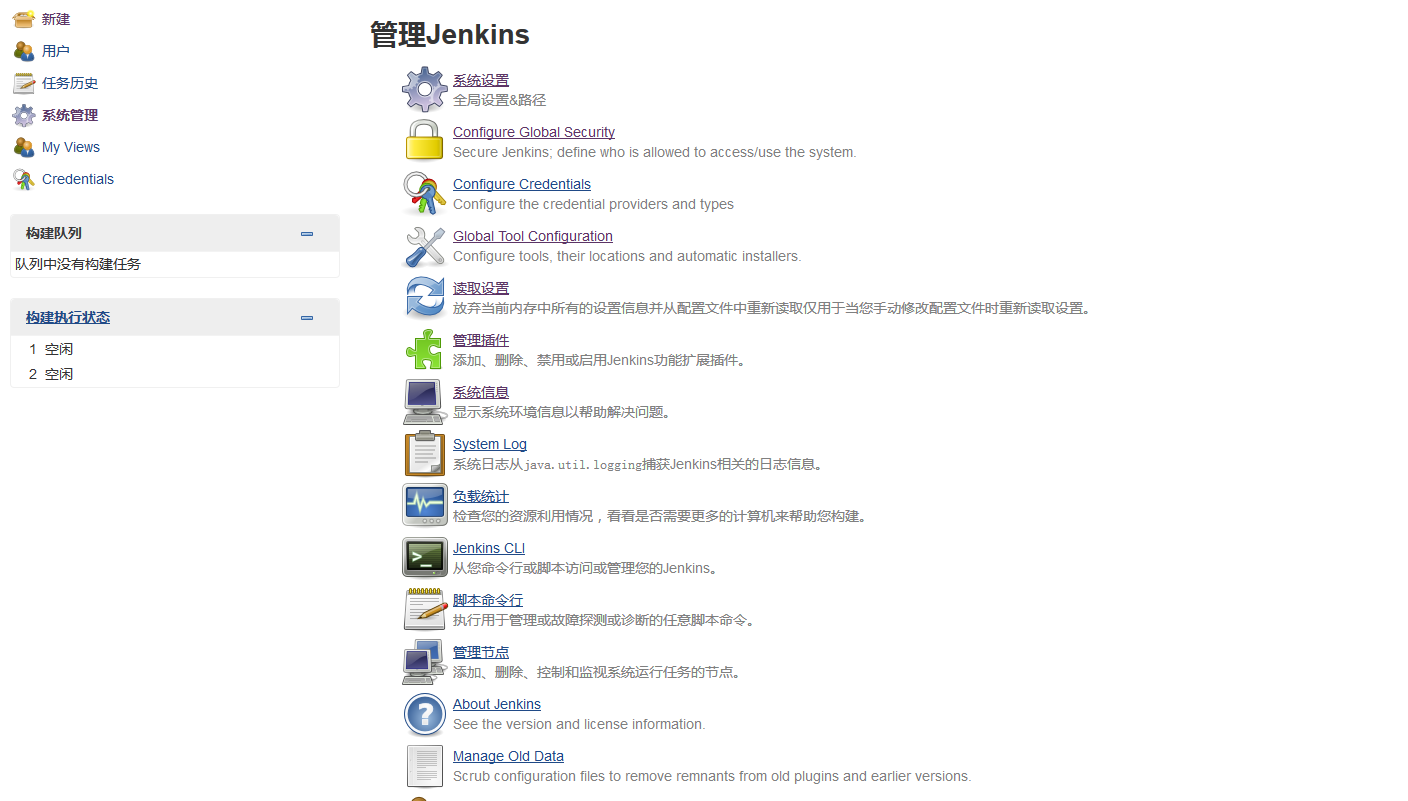 新建
用户
任务历史
系统管理
My Views
Credentials
构建队列
队列中没有构建任务
构建执行状态
1 空闲
2 空闲
管理Jenkins
系统设置
全局设置&路径
Configure Global Security
Secure Jenkins; define who is allowed to access/use the system.
Configure Credentials
Configure the credential providers and types
Global Tool Configuration
Configure tools, their locations and automatic installers.
读取设置
放弃当前内存中所有的设置信息并从配置文件中重新读取仅用于当您手动修改配置文件时重新读取设置。
管理插件
添加、删除、禁用或启用Jenkins功能扩展插件。
系统信息
显示系统环境信息以帮助解决问题。
System Log
系统日志从java.util.logging捕获Jenkins相关的日志信息。
负载统计
检查您的资源利用情况，看看是否需要更多的计算机来帮助您构建。
Jenkins CLI
从您命令行或脚本访问或管理您的Jenkins。
脚本命令行
执行用于管理或故障探测或诊断的任意脚本命令。
管理节点
添加、删除、控制和监视系统运行任务的节点。
About Jenkins
See the version and license information.
Manage Old Data
Scrub configuration files to remove remnants from old plugins and earlier versions.